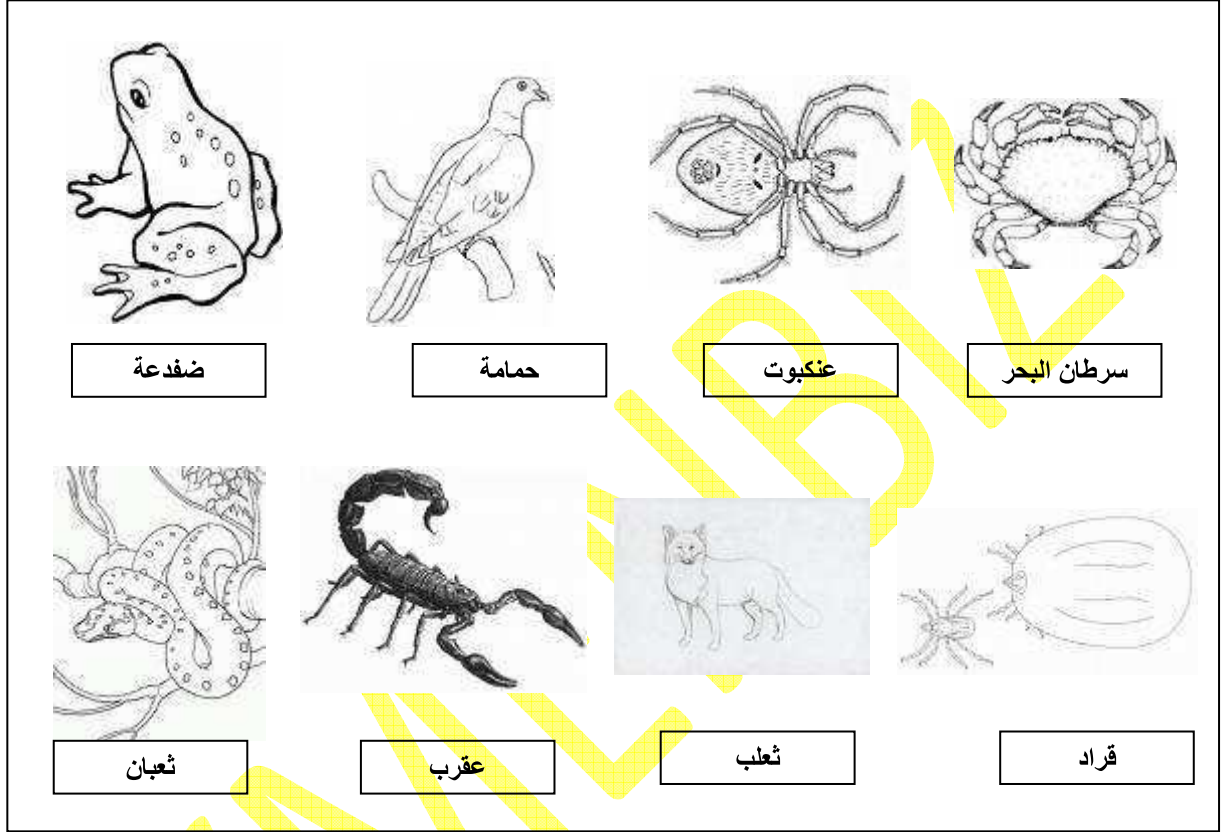 سرطان البحر
عنكبوت
حمامة
ضفدعة
قراد
ثعلب
عقرب
ثعبان